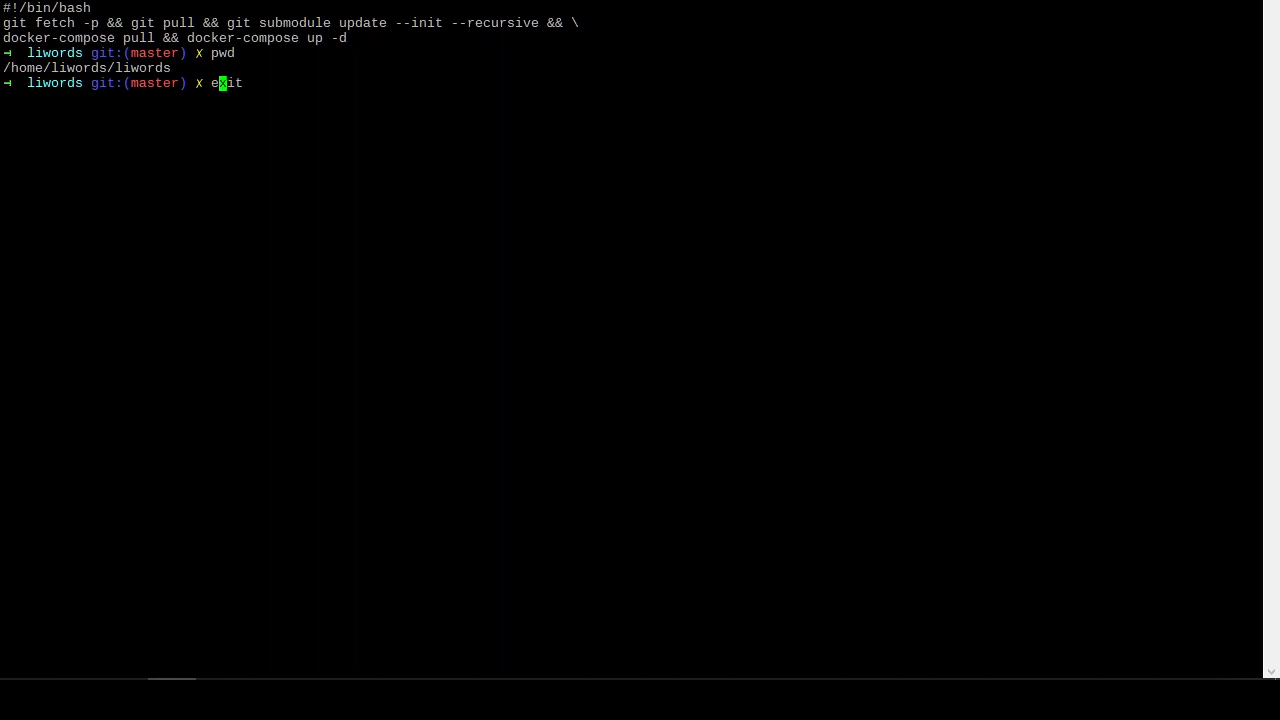 #!/bin/bash
git fetch -p && git pull && git submodule update --init --recursive && \
docker-compose pull && docker-compose up -d
→ liwords git:(master) ✗ pwd
/home/liwords/liwords
→ liwords git:(master) ✗ exit